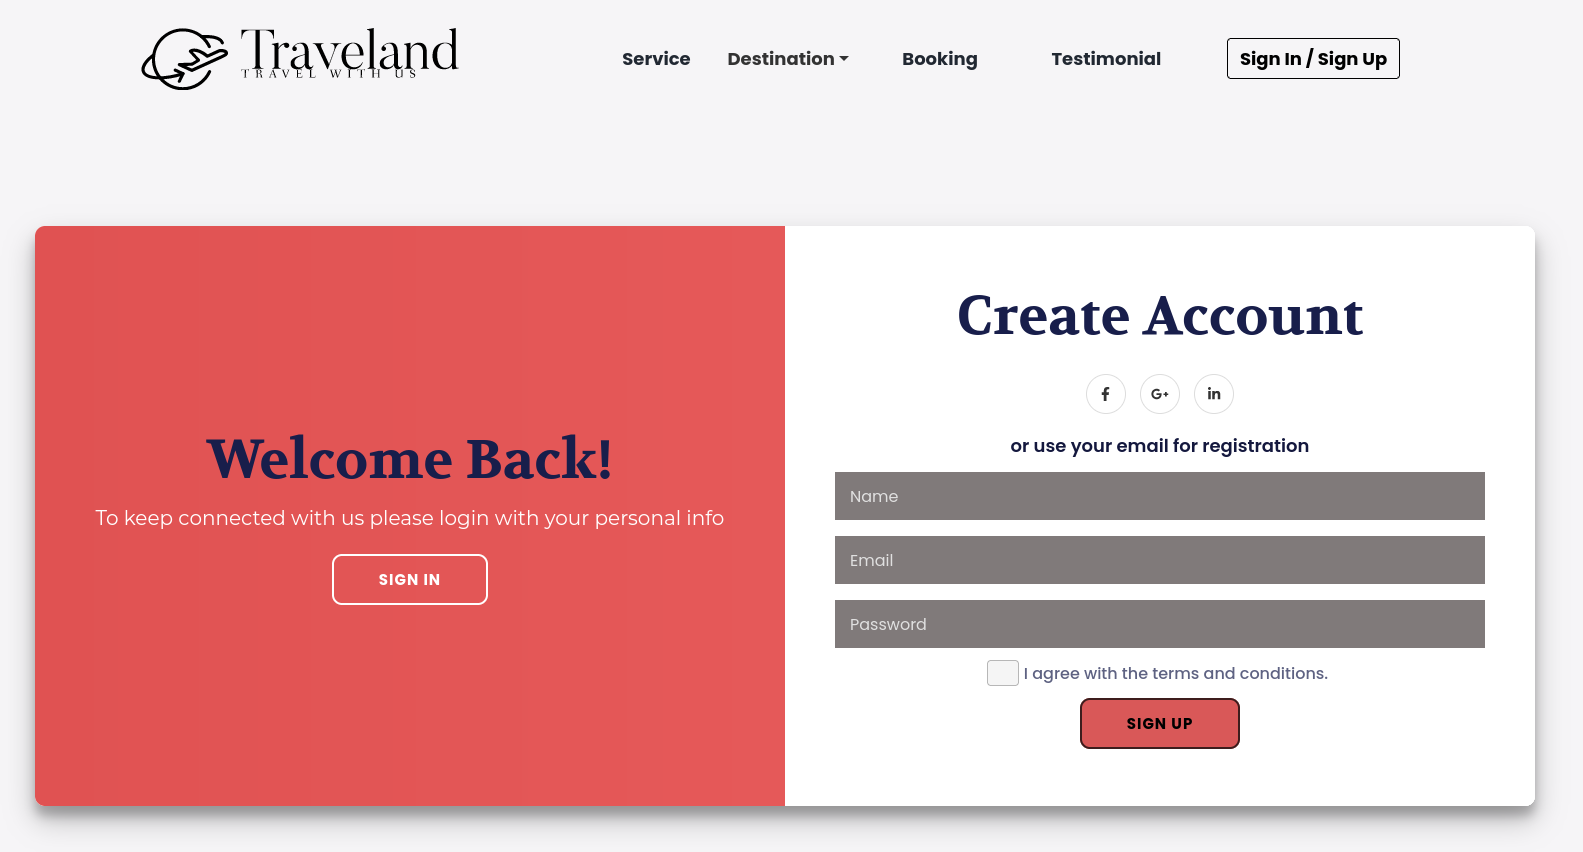 Traveland
TRAVEL WITH US
Service
Destination
Booking
Testimonial
Sign In / Sign Up
Welcome Back!
To keep connected with us please login with your personal info
SIGN IN
Create Account
f
G+
in
or use your email for registration
Name
Email
Password
I agree with the terms and conditions.
SIGN UP